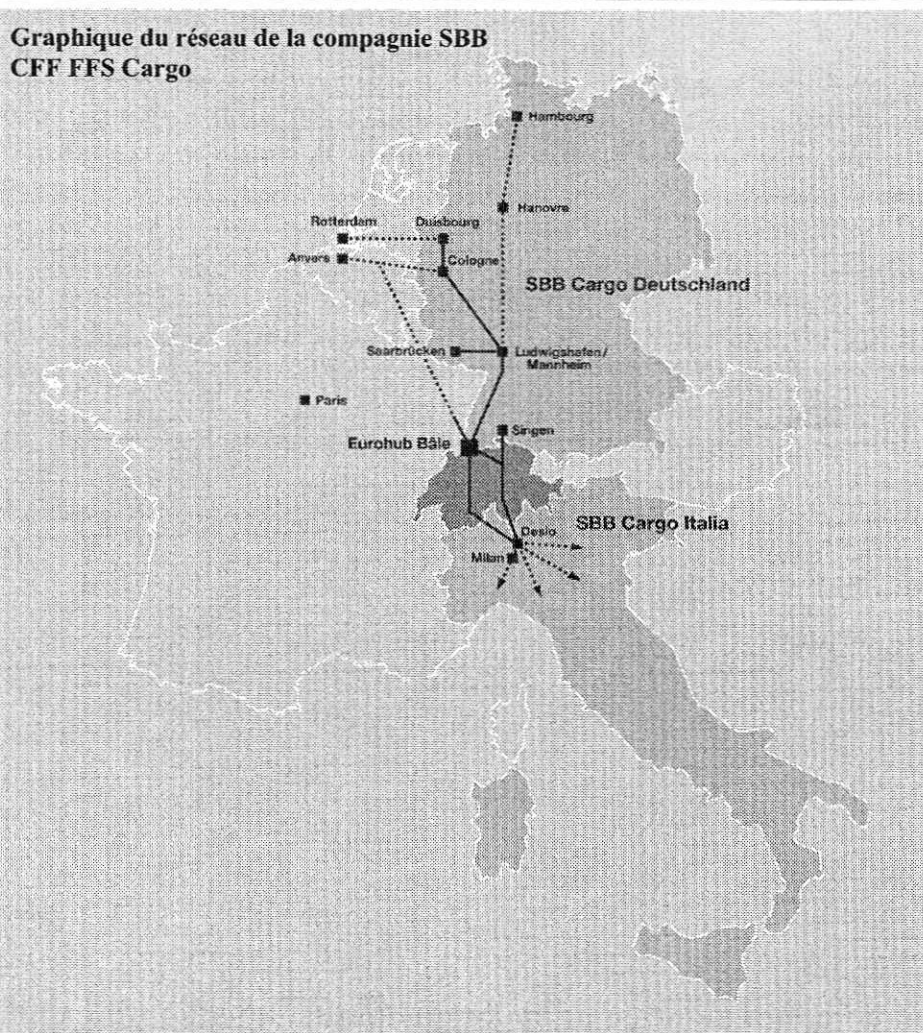 Graphique du réseau de la compagnie SBB
CFF FFS Cargo
Hambourg
Hanovre
Rotterdam
Duisbourg
Anvers
Cologne
SBB Cargo Deutschland
Saarbrücken
Ludwigshafen/
Mannheim
Paris
Singen
Eurohub Bâle
SBB Cargo Italia
Desio
Milan